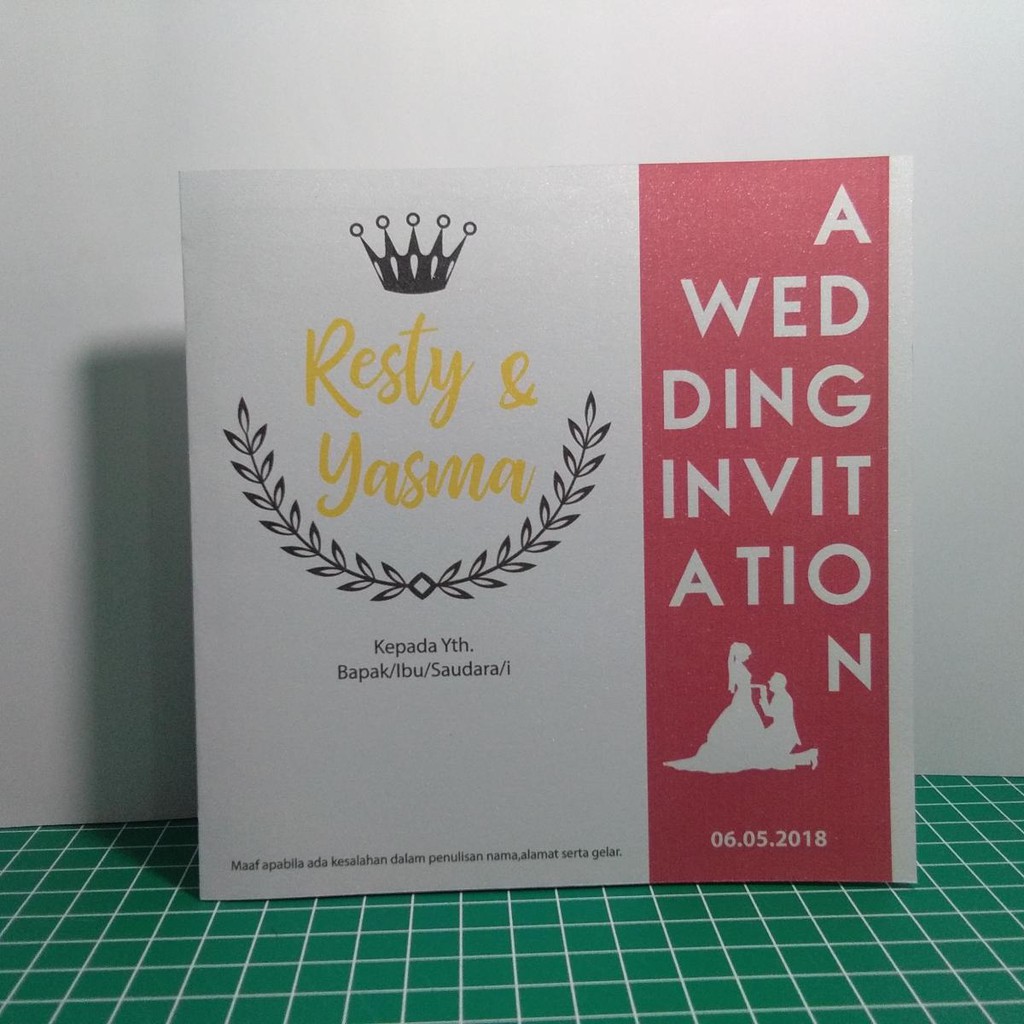 Resty &
Yasma
Kepada Yth.
Bapak/Ibu/Saudara/i
Maaf apabila ada kesalahan dalam penulisan nama,alamat serta gelar.
A
WED
DING
INVIT
ATIO
N
06.05.2018